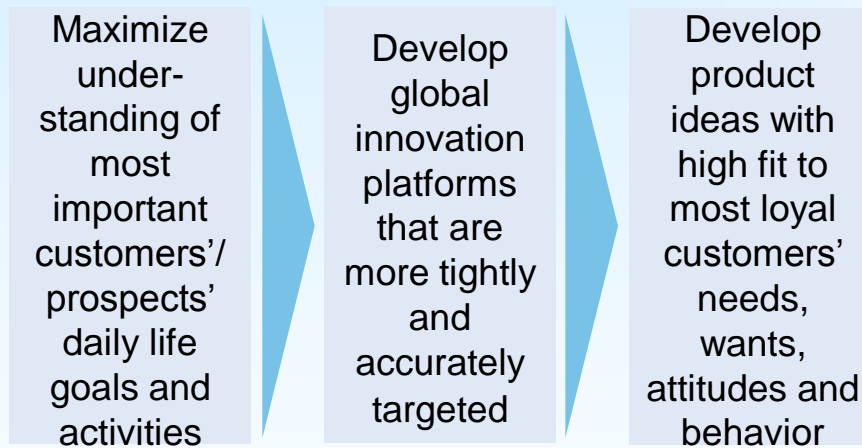 Maximize
under-
standing of
most
important
customers’/
prospects’
daily life
goals and
activities
Develop
global
innovation
platforms
that are
more tightly
and
accurately
targeted
Develop
product
ideas with
high fit to
most loyal
customers’
needs,
wants,
attitudes and
behavior